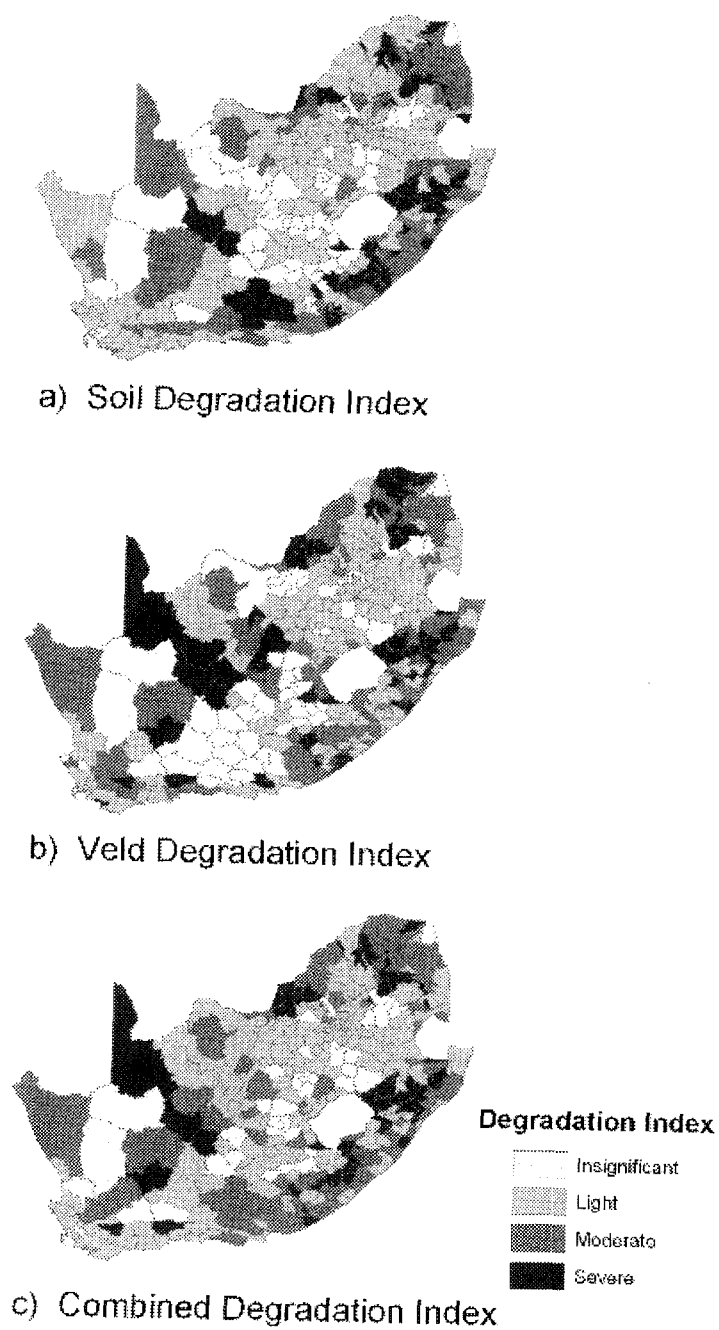 a) Soil Degradation Index
b) Veld Degradation Index
c) Combined Degradation Index
Degradation Index
Insignificant
Light
Moderate
Severe